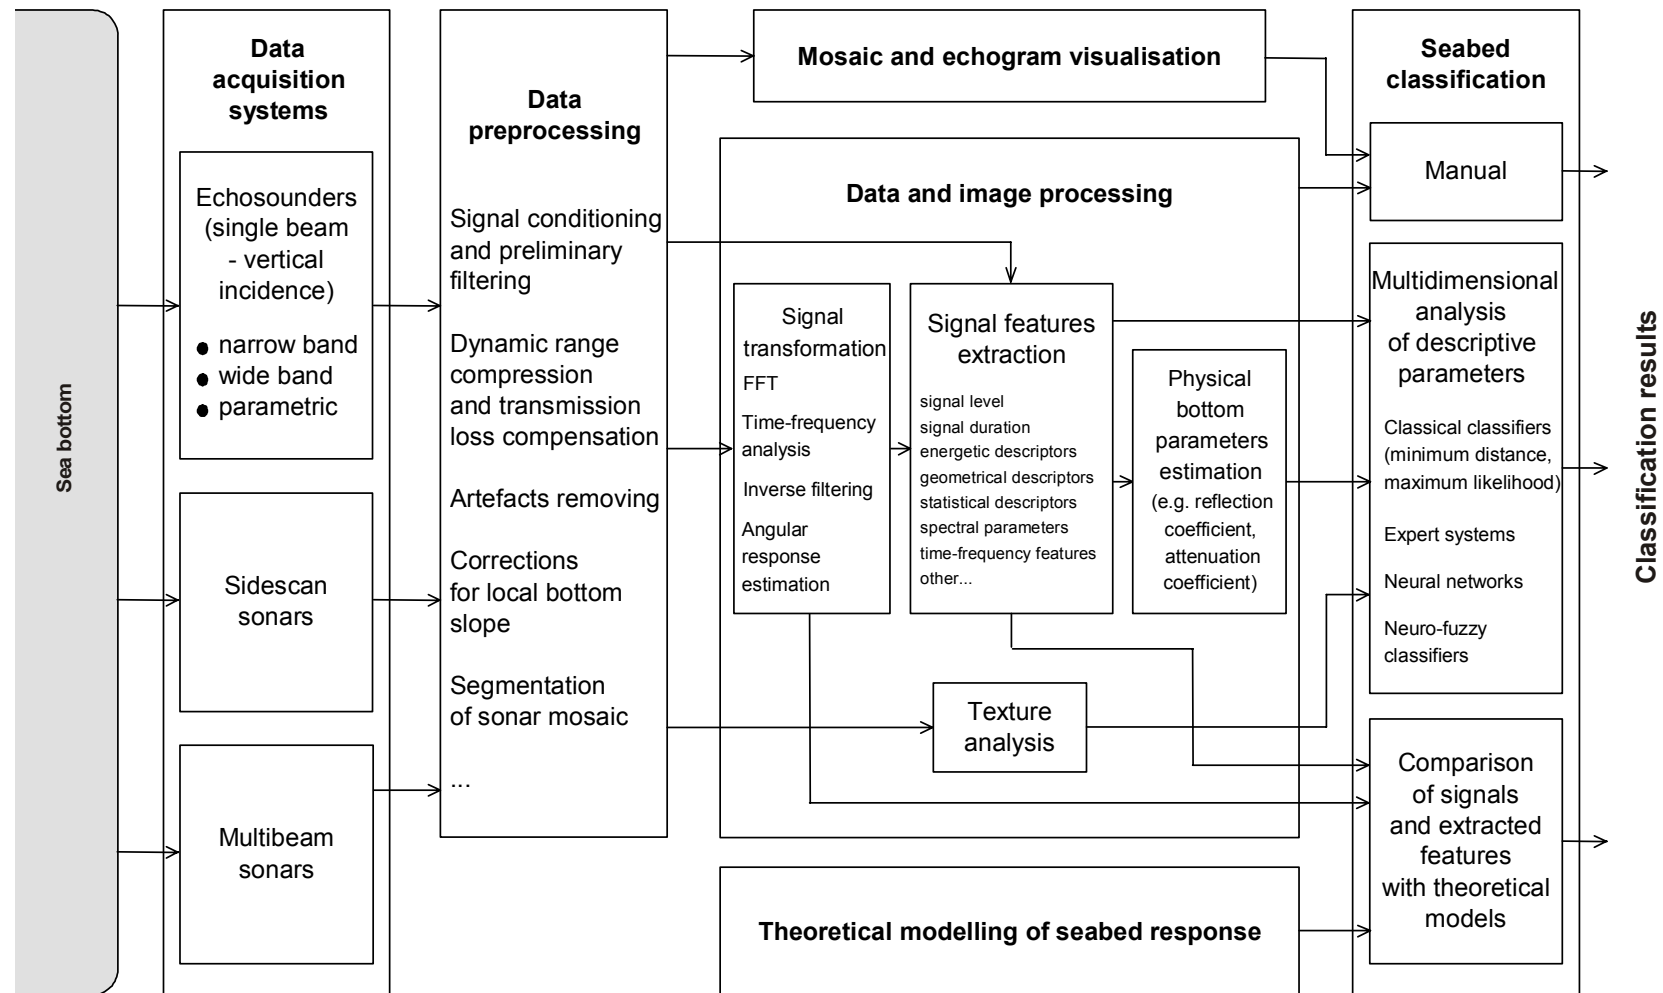 Sea bottom
Data
acquisition
systems
Echosounders
(single beam
- vertical
incidence)
● narrow band
● wide band
● parametric
Sidescan
sonars
Multibeam
sonars
Data
preprocessing
Signal conditioning
and preliminary
filtering
Dynamic range
compression
and transmission
loss compensation
Artefacts removing
Corrections
for local bottom
slope
Segmentation
of sonar mosaic
...
Mosaic and echogram visualisation
Data and image processing
Signal
transformation
FFT
Time-frequency
analysis
Inverse filtering
Angular
response
estimation
Signal features
extraction
signal level
signal duration
energetic descriptors
geometrical descriptors
statistical descriptors
spectral parameters
time-frequency features
other...
Physical
bottom
parameters
estimation
(e.g. reflection
coefficient,
attenuation
coefficient)
Texture
analysis
Theoretical modelling of seabed response
Seabed
classification
Manual
Multidimensional
analysis
of descriptive
parameters
Classical classifiers
(minimum distance,
maximum likelihood)
Expert systems
Neural networks
Neuro-fuzzy
classifiers
Comparison
of signals
and extracted
features
with theoretical
models
Classification results